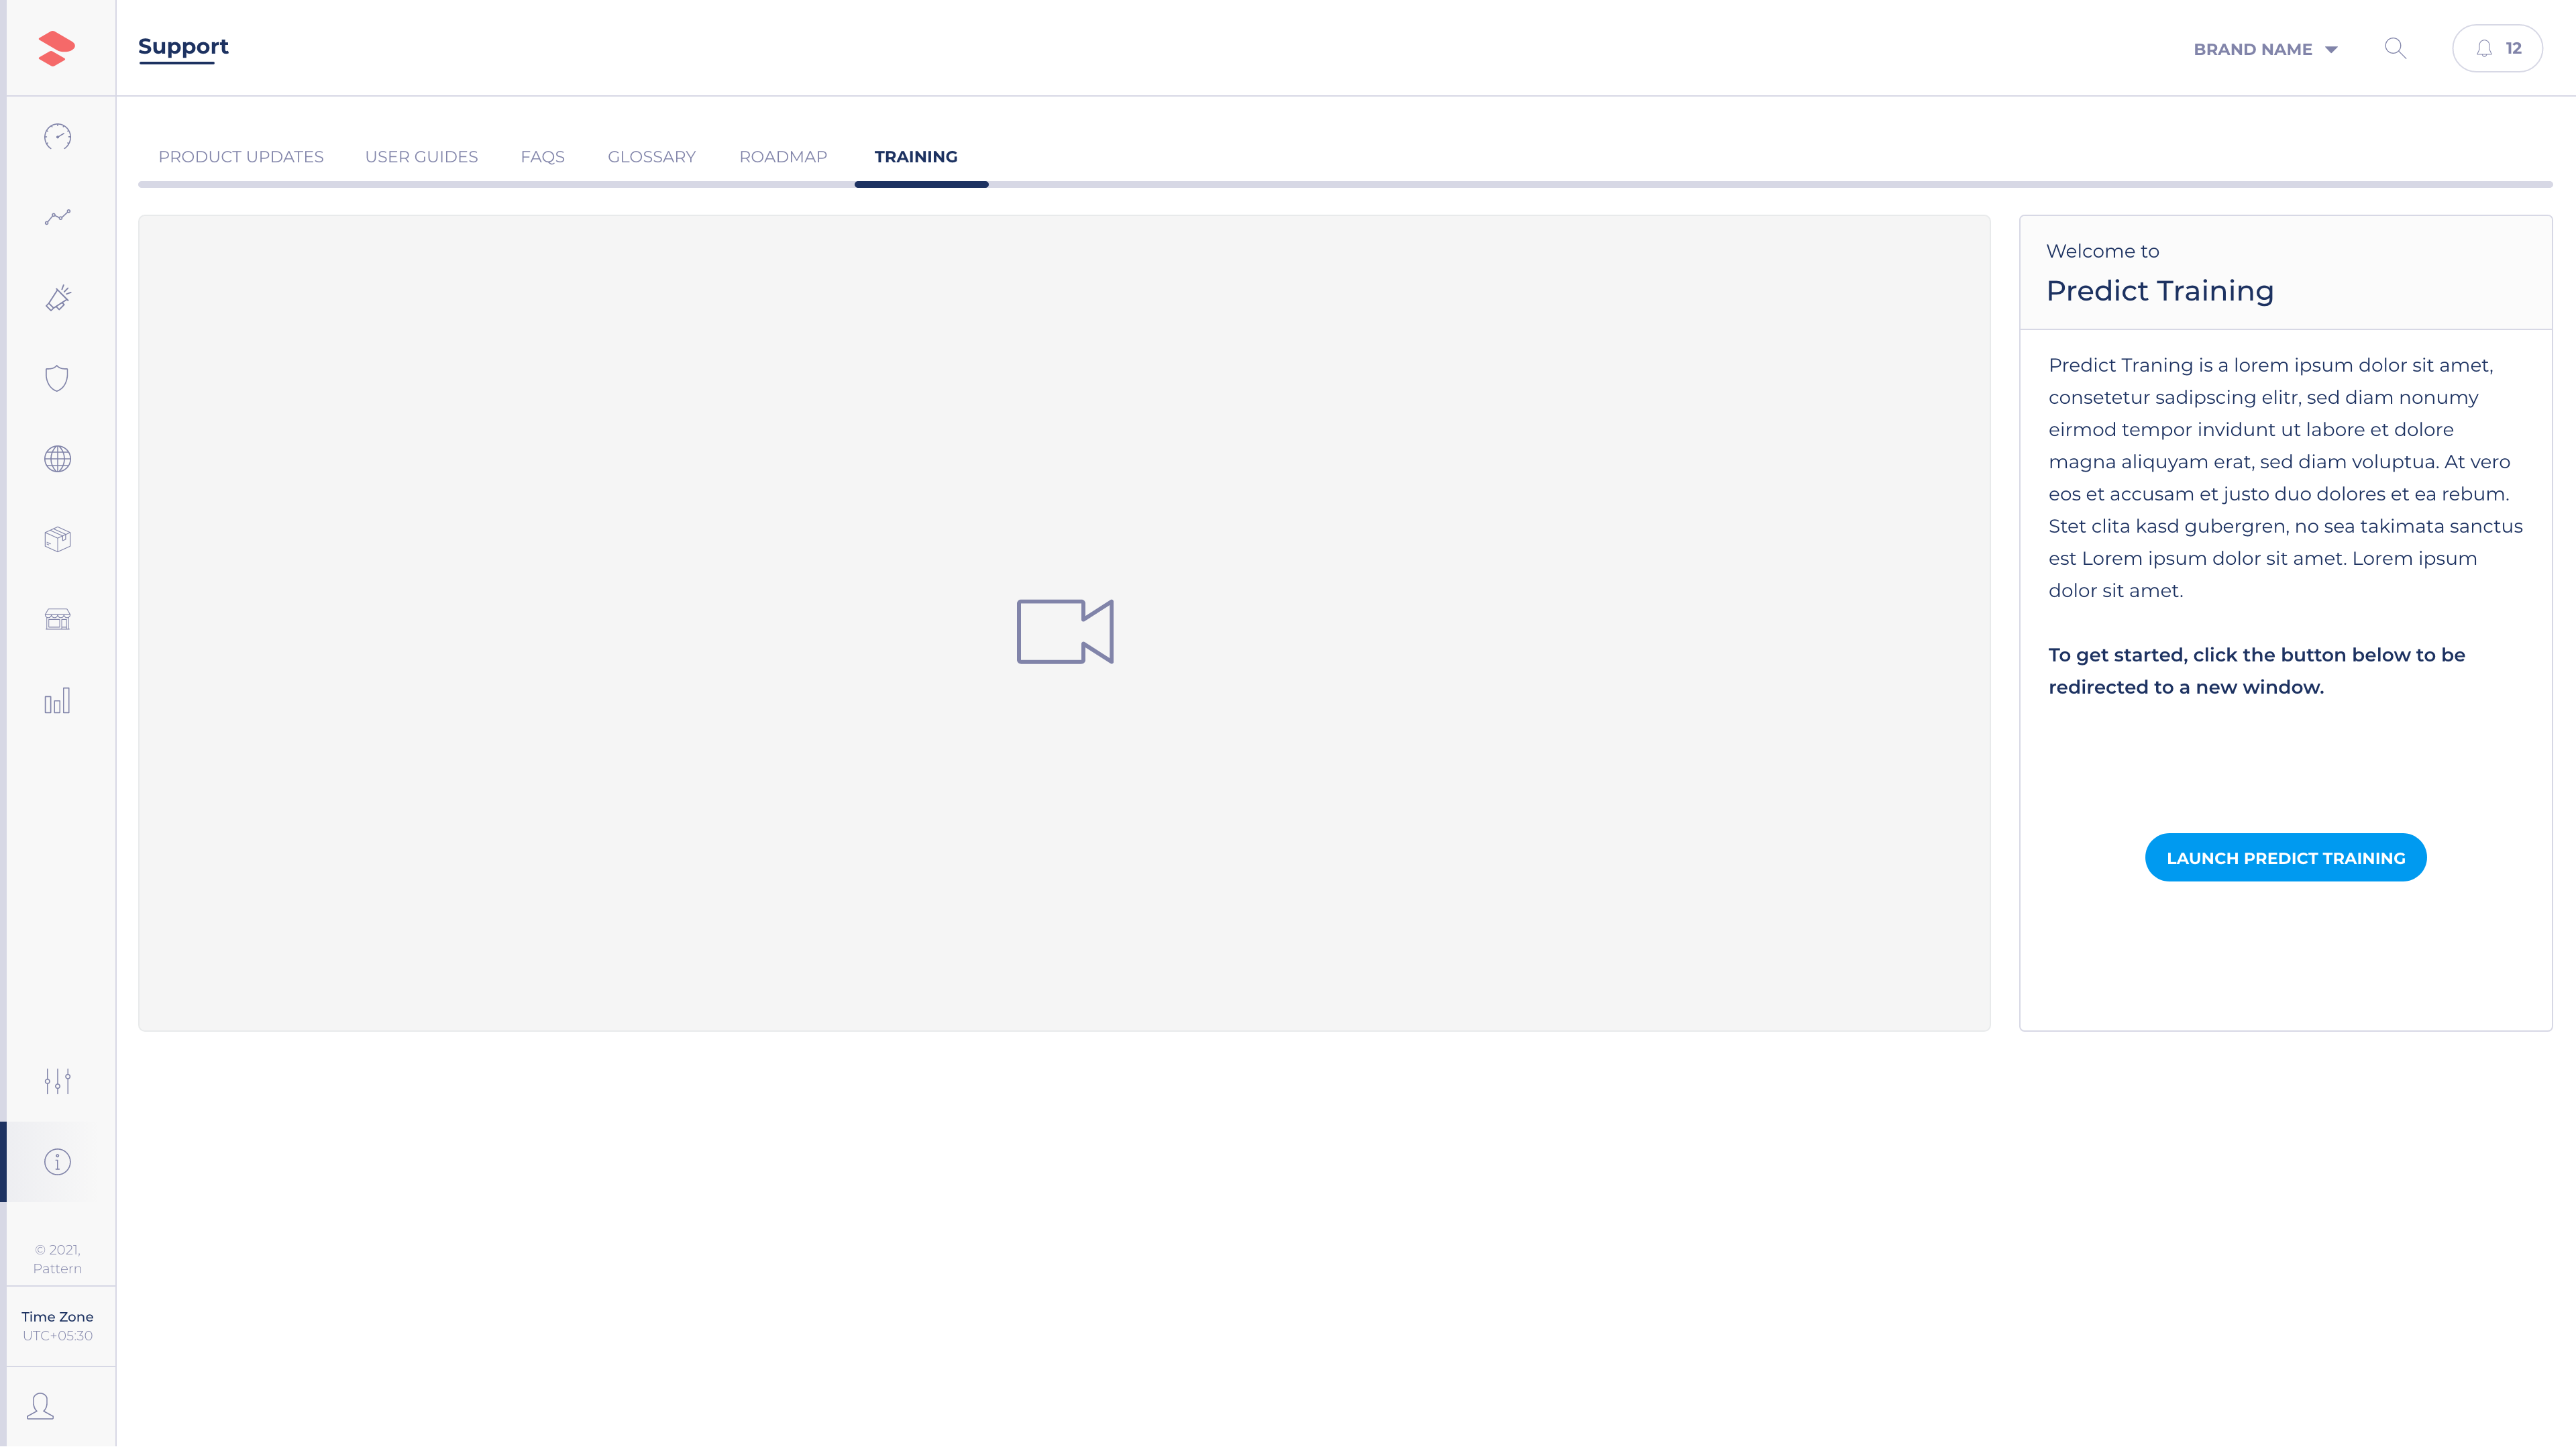 Support
BRAND NAME
12
PRODUCT UPDATES
USER GUIDES
FAQS
GLOSSARY
ROADMAP
TRAINING
Welcome to
Predict Training
Predict Traning is a lorem ipsum dolor sit amet,
consetetur sadipscing elitr, sed diam nonumy
eirmod tempor invidunt ut labore et dolore
magna aliquyam erat, sed diam voluptua. At vero
eos et accusam et justo duo dolores et ea rebum.
Stet clita kasd gubergren, no sea takimata sanctus
est Lorem ipsum dolor sit amet. Lorem ipsum
dolor sit amet.
To get started, click the button below to be
redirected to a new window.
LAUNCH PREDICT TRAINING
© 2021,
Pattern
Time Zone
UTC+05:30